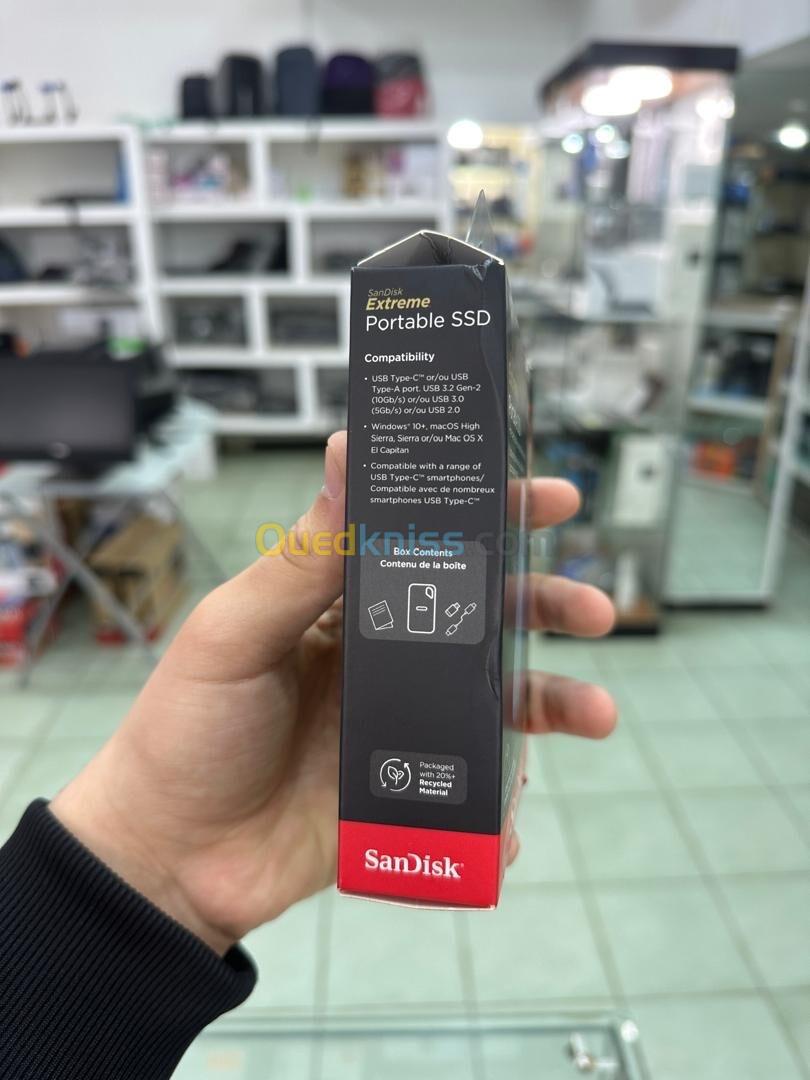 SanDisk
Extreme
Portable SSD
Compatibility
• USB Type-C™ or/ou USB
Type-A port. USB 3.2 Gen-2
(10Gb/s) or/ou USB 3.0
(5Gb/s) or/ou USB 2.0
• Windows® 10+, macOS High
Sierra, Sierra or/ou Mac OS X
El Capitan
• Compatible with a range of
USB Type-C™ smartphones/
Compatible avec de nombreux
smartphones USB Type-C™
Ouedkniss.com
Box Contents
Contenu de la boîte
Packaged
with 20%+
Recycled
Material
SanDisk®